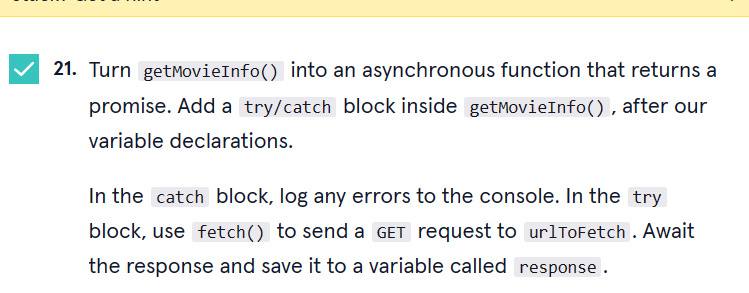 21. Turn getMovieInfo() into an asynchronous function that returns a
promise. Add a try/catch block inside getMovieInfo(), after our
variable declarations.
In the catch block, log any errors to the console. In the try
block, use fetch() to send a GET request to urlToFetch. Await
the response and save it to a variable called response.